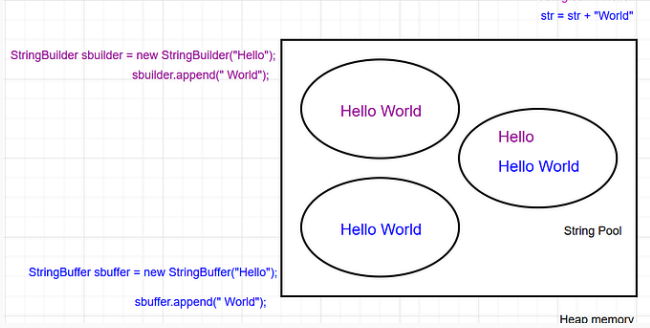 str = str + "World"
StringBuilder sbuilder = new StringBuilder("Hello");
sbuilder.append(" World");
Hello World
Hello
Hello World
Hello World
String Pool
StringBuffer sbuffer = new StringBuffer("Hello");
sbuffer.append(" World");
Heap memory